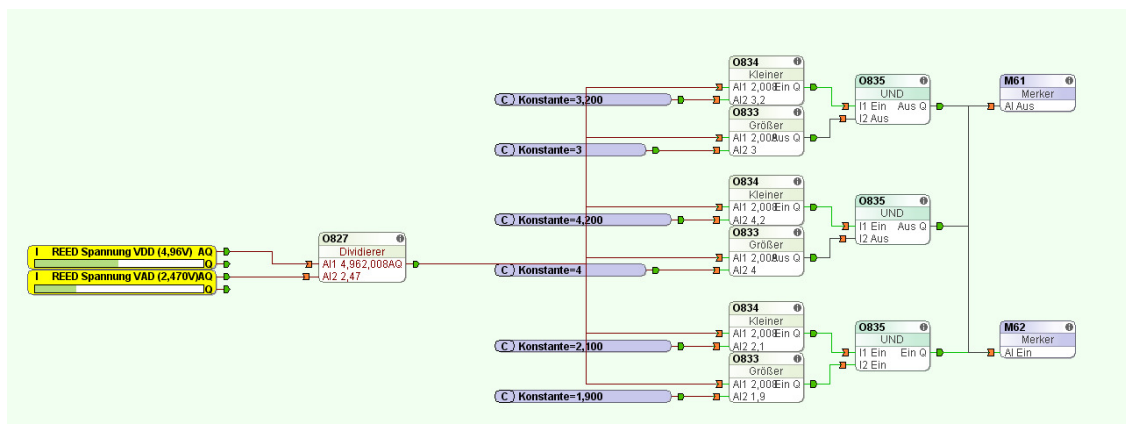 O834
Kleiner
AI1 2,008 Ein Q
AI2 3,2
C Konstante=3,200
O835
UND
I1 Ein Aus Q
I2 Aus
M61
Merker
AI Aus
O833
Größer
AI1 2,008 Aus Q
AI2 3
C Konstante=3
O834
Kleiner
AI1 2,008 Ein Q
AI2 4,2
C Konstante=4,200
O835
UND
I1 Ein Aus Q
I2 Aus
O833
Größer
AI1 2,008 Aus Q
AI2 4
C Konstante=4
I REED Spannung VDD (4,96V) AQ
Q
I REED Spannung VAD (2,470V) AQ
Q
O827
Dividierer
AI1 4,96 2,008 AQ
AI2 2,47
O834
Kleiner
AI1 2,008 Ein Q
AI2 2,1
C Konstante=2,100
O835
UND
I1 Ein Ein Q
I2 Ein
M62
Merker
AI Ein
O833
Größer
AI1 2,008 Ein Q
AI2 1,9
C Konstante=1,900